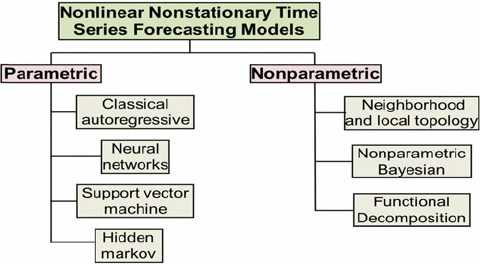 Nonlinear Nonstationary Time
Series Forecasting Models
Parametric
Nonparametric
Classical
autoregressive
Neural
networks
Support vector
machine
Hidden
markov
Neighborhood
and local topology
Nonparametric
Bayesian
Functional
Decomposition